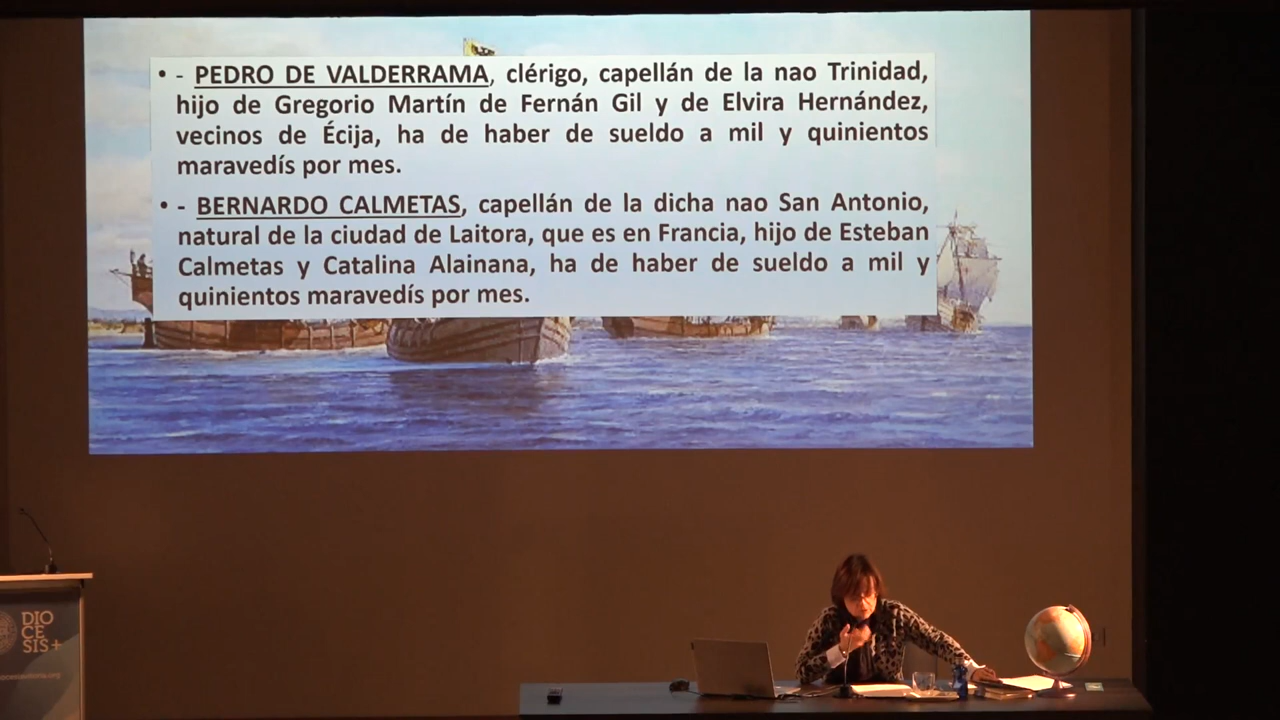 • - PEDRO DE VALDERRAMA, clérigo, capellán de la nao Trinidad,
hijo de Gregorio Martín de Fernán Gil y de Elvira Hernández,
vecinos de Écija, ha de haber de sueldo a mil y quinientos
maravedís por mes.
• - BERNARDO CALMETAS, capellán de la dicha nao San Antonio,
natural de la ciudad de Laitora, que es en Francia, hijo de Esteban
Calmetas y Catalina Alainana, ha de haber de sueldo a mil y
quinientos maravedís por mes.
DIO
CE
SIS+